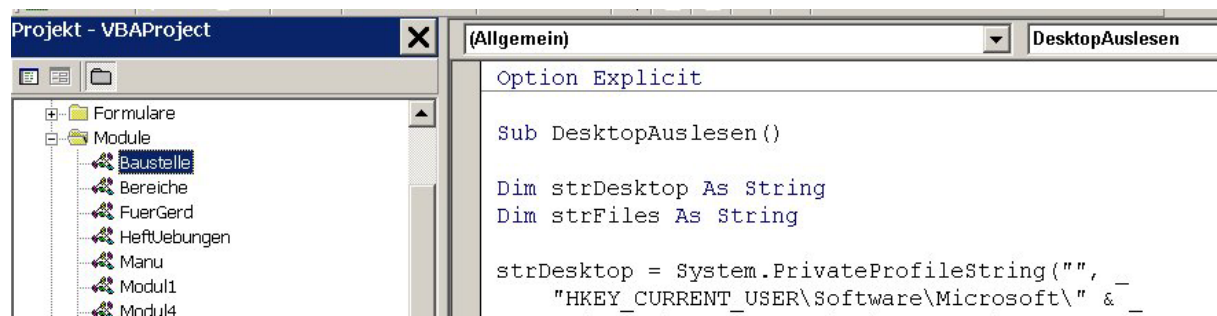 Projekt - VBAProject
Formulare
Module
Baustelle
Bereiche
FuerGerd
HeftUebungen
Manu
Modul1
Modul4
(Allgemein)
DesktopAuslesen
Option Explicit
Sub DesktopAuslesen()
Dim strDesktop As String
Dim strFiles As String
strDesktop = System.PrivateProfileString("", _
"HKEY_CURRENT_USER\Software\Microsoft\" & _